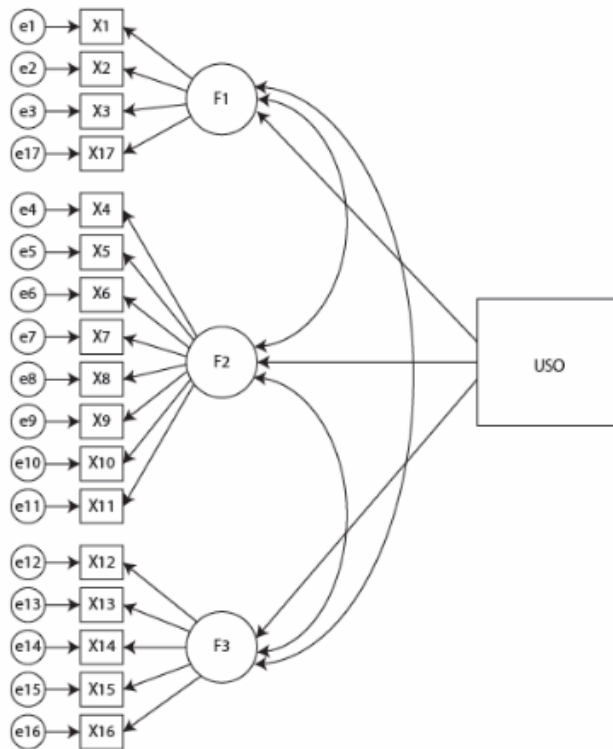 e1 X1
e2 X2
F1
e3 X3
e17 X17
e4 X4
e5 X5
e6 X6
e7 X7
F2
USO
e8 X8
e9 X9
e10 X10
e11 X11
e12 X12
e13 X13
e14 X14
F3
e15 X15
e16 X16